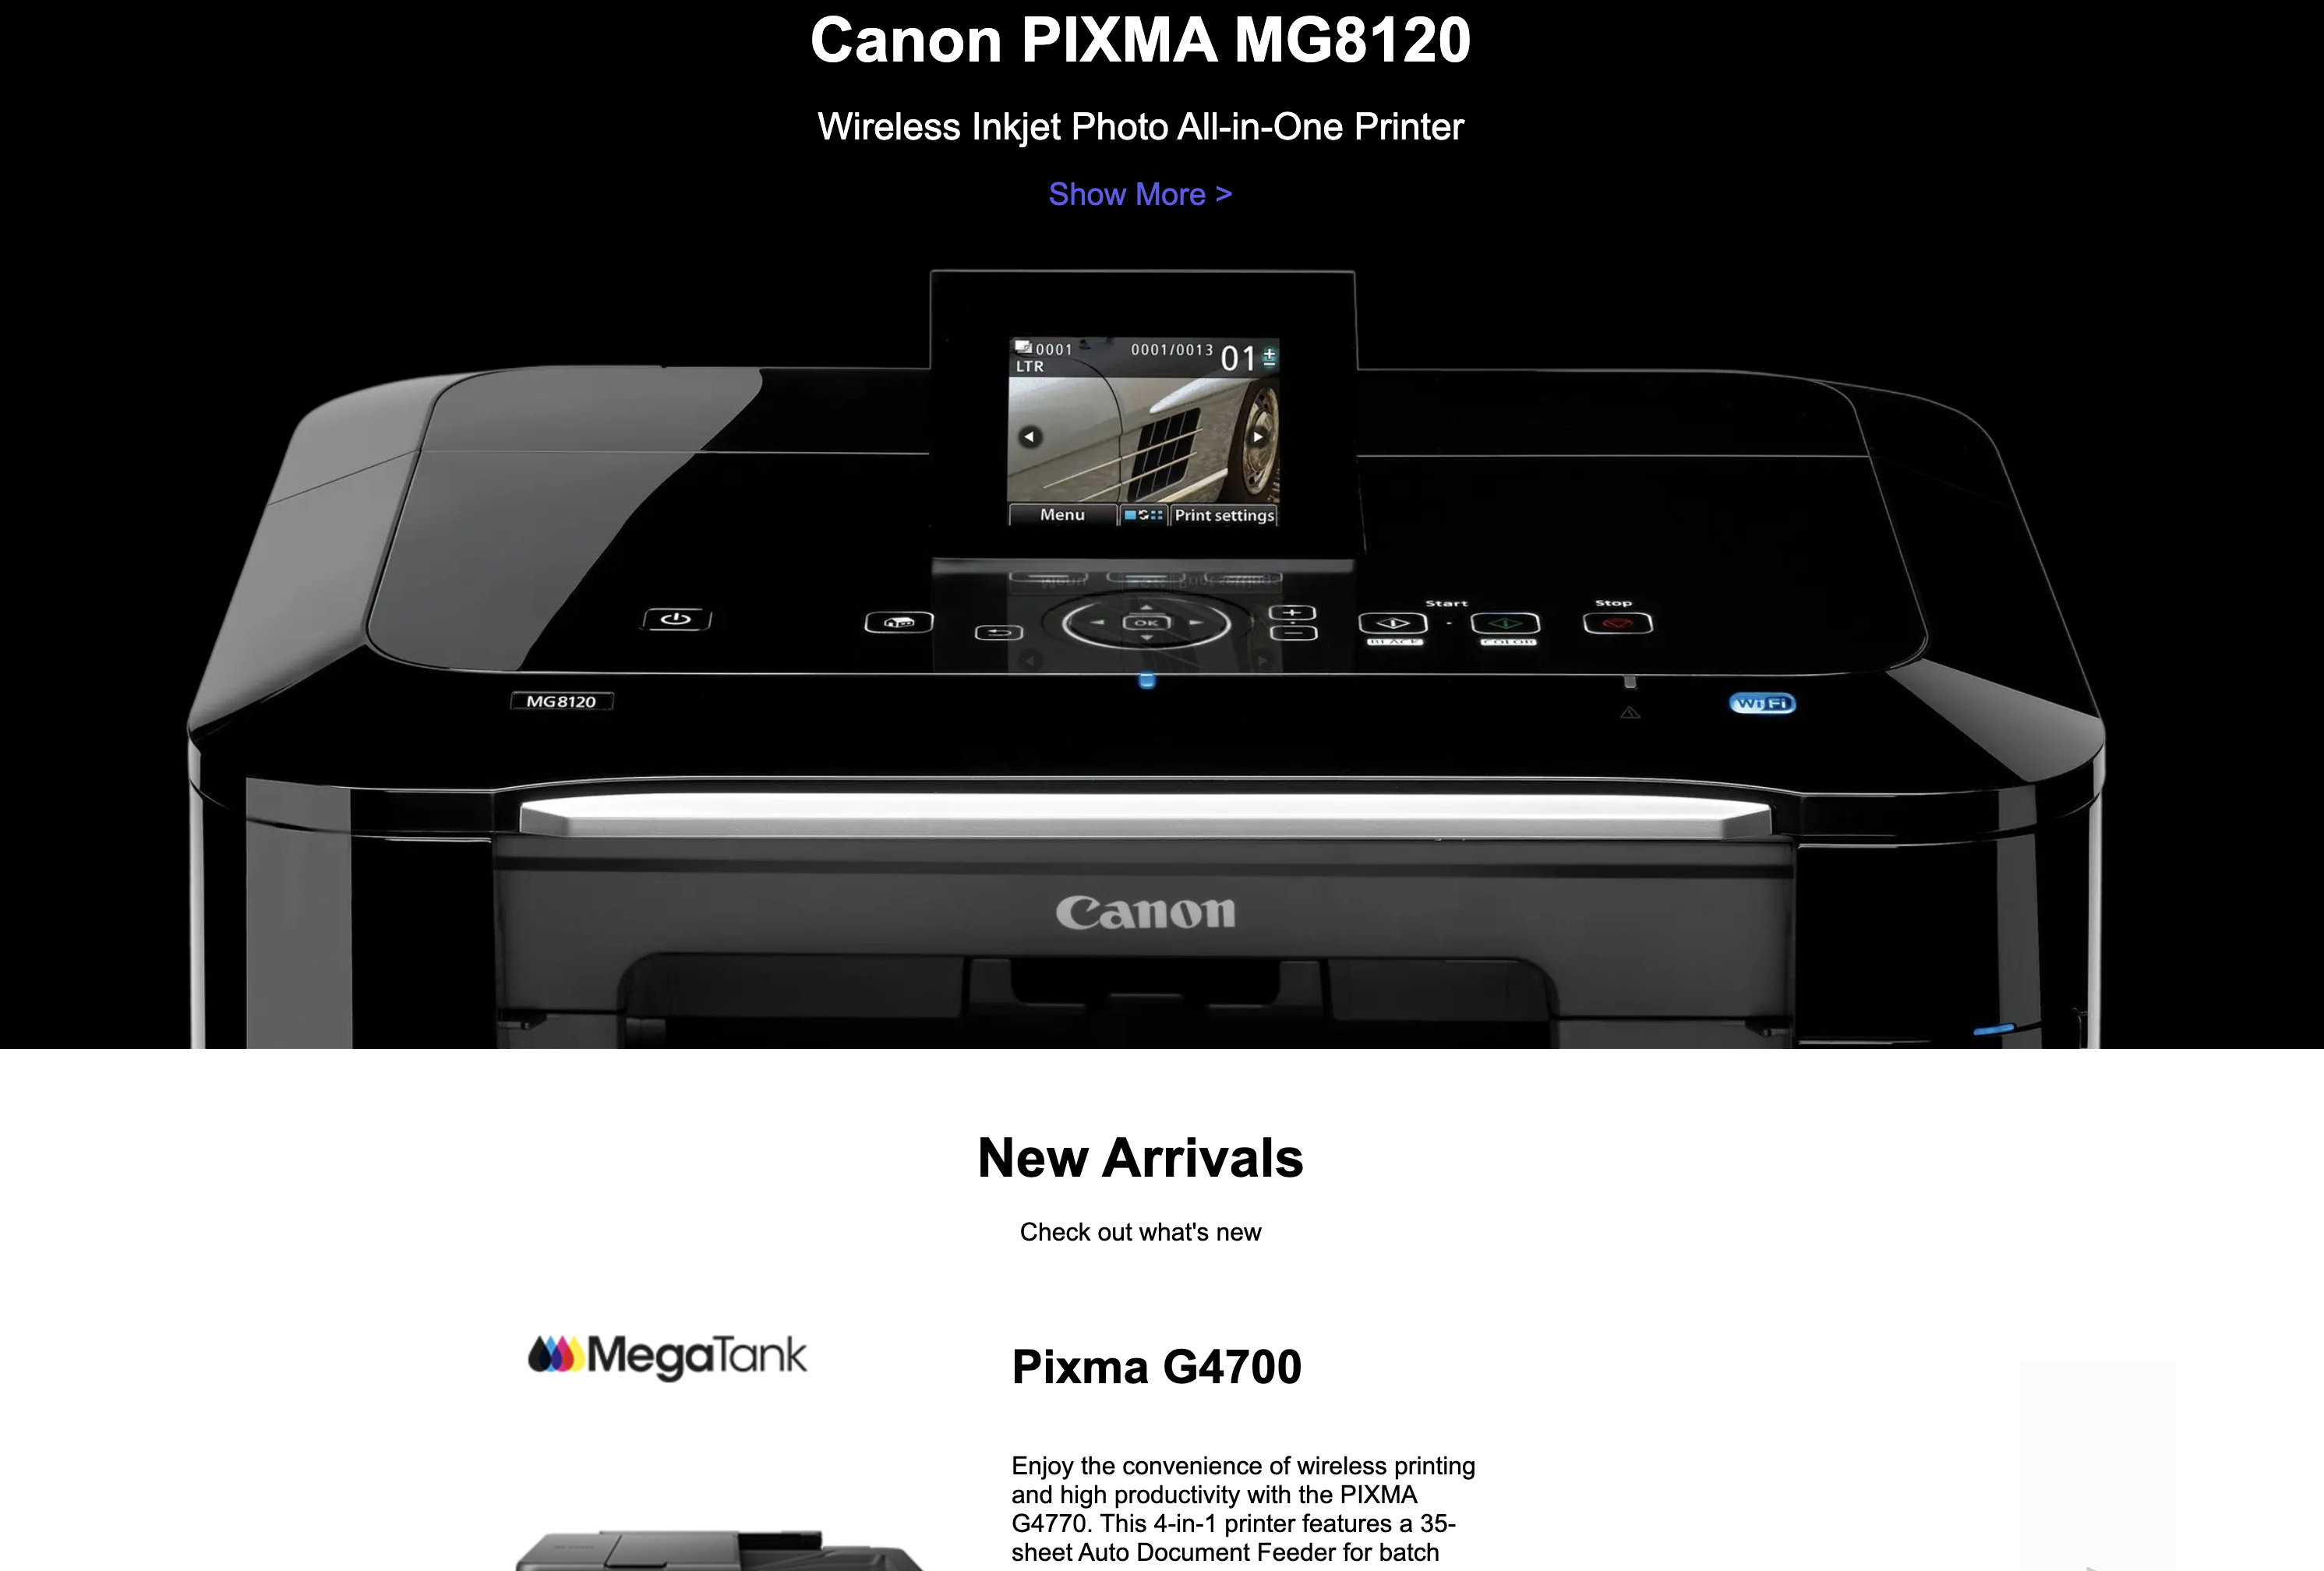 Canon PIXMA MG8120
Wireless Inkjet Photo All-in-One Printer
Show More >
0001 0001/0013 01
LTR
Menu Print settings
OK
Start
Stop
BLACK
COLOR
MG8120
Wi Fi
Canon
New Arrivals
Check out what's new
MegaTank
Pixma G4700
Enjoy the convenience of wireless printing
and high productivity with the PIXMA
G4770. This 4-in-1 printer features a 35-
sheet Auto Document Feeder for batch